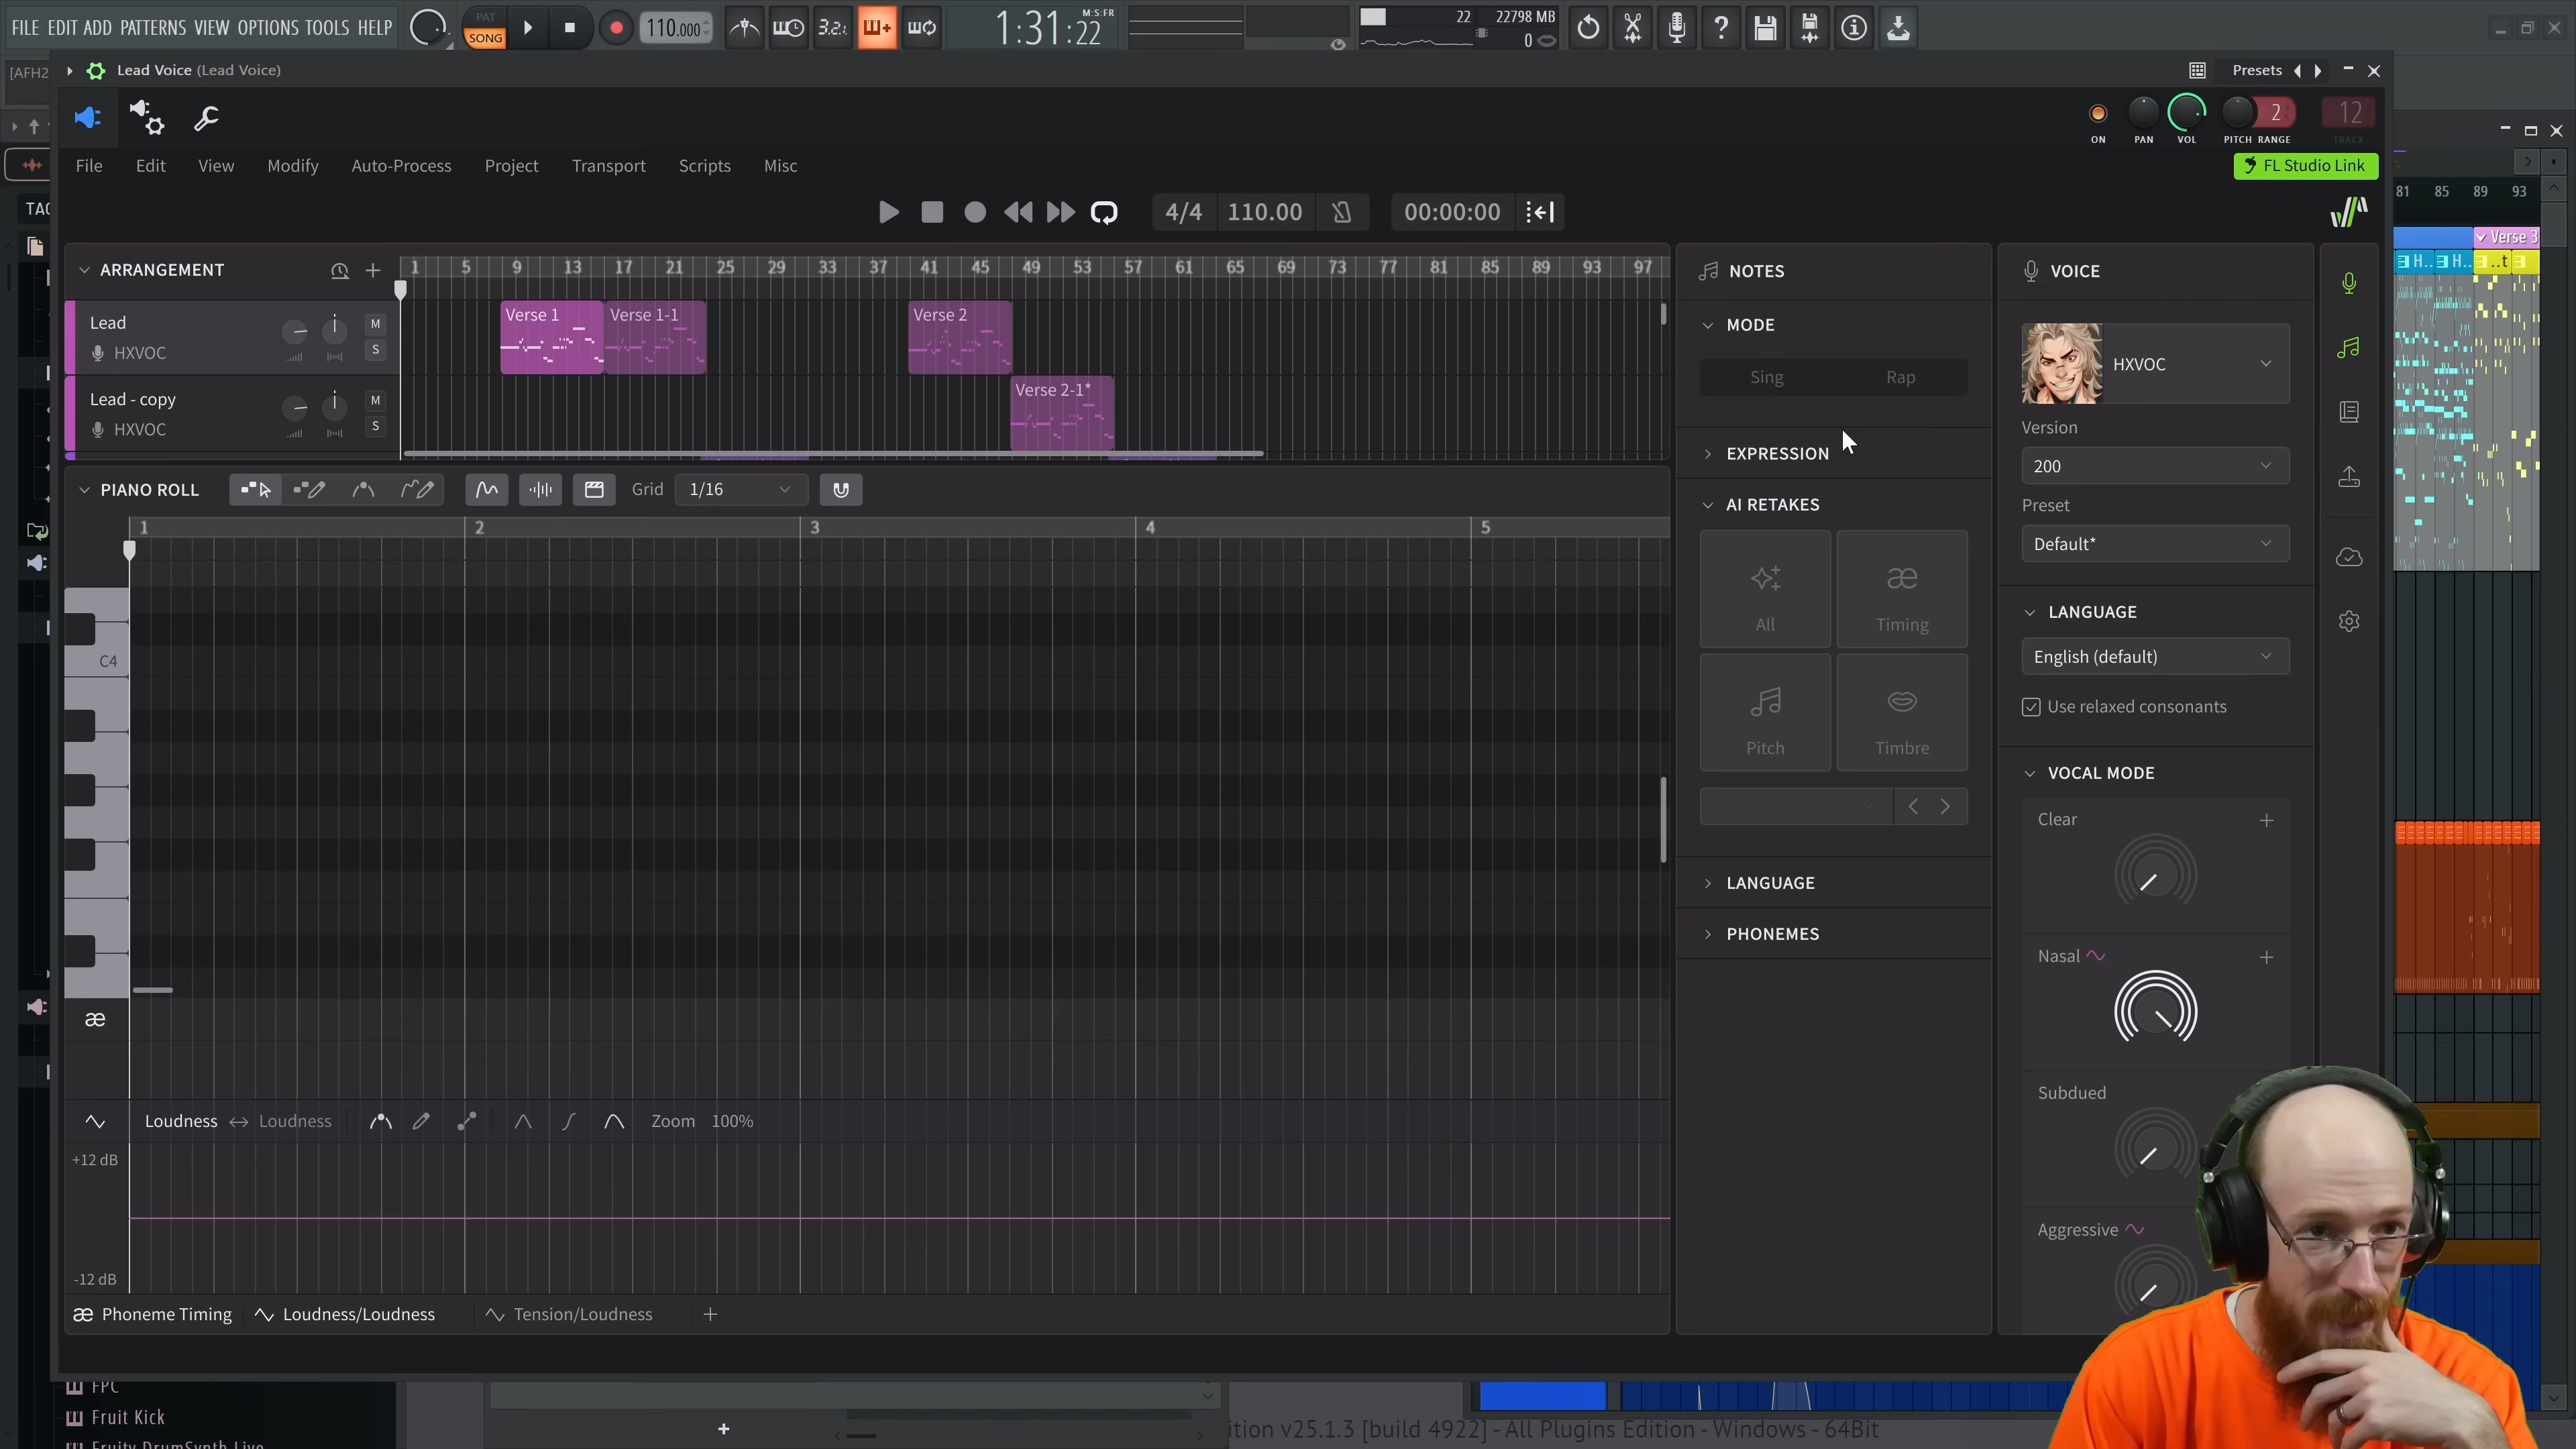 FILE EDIT ADD PATTERNS VIEW OPTIONS TOOLS HELP
PAT
SONG
110.000
3.2.
1:31:22
M:S:FR
22
22798 MB
0
[AFH2
Lead Voice (Lead Voice)
Presets
ON
PAN
VOL
PITCH RANGE
2
12
TRACK
File Edit View Modify Auto-Process Project Transport Scripts Misc
FL Studio Link
4/4 110.00
00:00:00
81 85 89 93
Verse 3
H..
H..
..t
ARRANGEMENT
1 5 9 13 17 21 25 29 33 37 41 45 49 53 57 61 65 69 73 77 81 85 89 93 97
Lead
HXVOC
M
S
Verse 1
Verse 1-1
Verse 2
Lead - copy
HXVOC
M
S
Verse 2-1*
PIANO ROLL
Grid 1/16
1 2 3 4 5
C4
æ
Loudness ↔ Loudness
Zoom 100%
+12 dB
-12 dB
æ Phoneme Timing
Loudness/Loudness
Tension/Loudness
+
NOTES
MODE
Sing
Rap
EXPRESSION
AI RETAKES
All
æ
Timing
Pitch
Timbre
LANGUAGE
PHONEMES
VOICE
HXVOC
Version
200
Preset
Default*
LANGUAGE
English (default)
Use relaxed consonants
VOCAL MODE
Clear
Nasal
Subdued
Aggressive
FPC
Fruit Kick
Fruity DrumSynth Live
ition v25.1.3 [build 4922] - All Plugins Edition - Windows - 64Bit